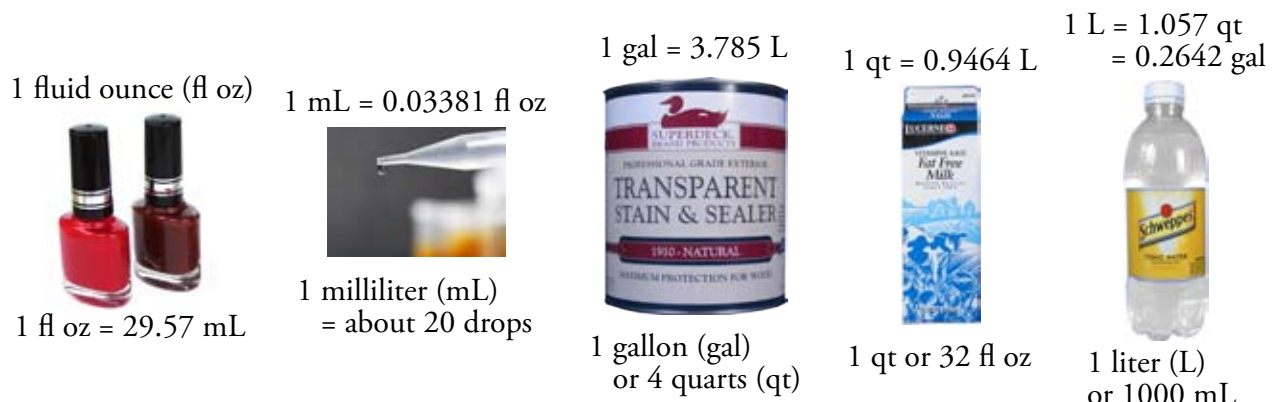 1 fluid ounce (fl oz)
1 fl oz = 29.57 mL
1 mL = 0.03381 fl oz
1 milliliter (mL)
= about 20 drops
1 gal = 3.785 L
SUPERDECK
BRAND PRODUCTS
PROFESSIONAL GRADE EXTERIOR
TRANSPARENT
STAIN & SEALER
1910 - NATURAL
MAXIMUM PROTECTION FOR WOOD
1 gallon (gal)
or 4 quarts (qt)
1 qt = 0.9464 L
LUCERNE
Fat Free
Milk
1 qt or 32 fl oz
1 L = 1.057 qt
= 0.2642 gal
Schweppes
TONIC WATER
1 liter (L)
or 1000 mL